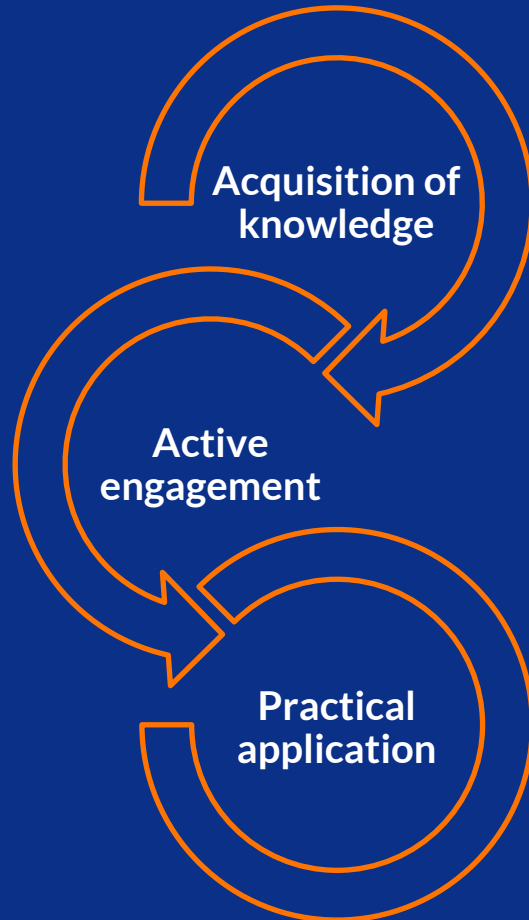 Acquisition of
knowledge
Active
engagement
Practical
application